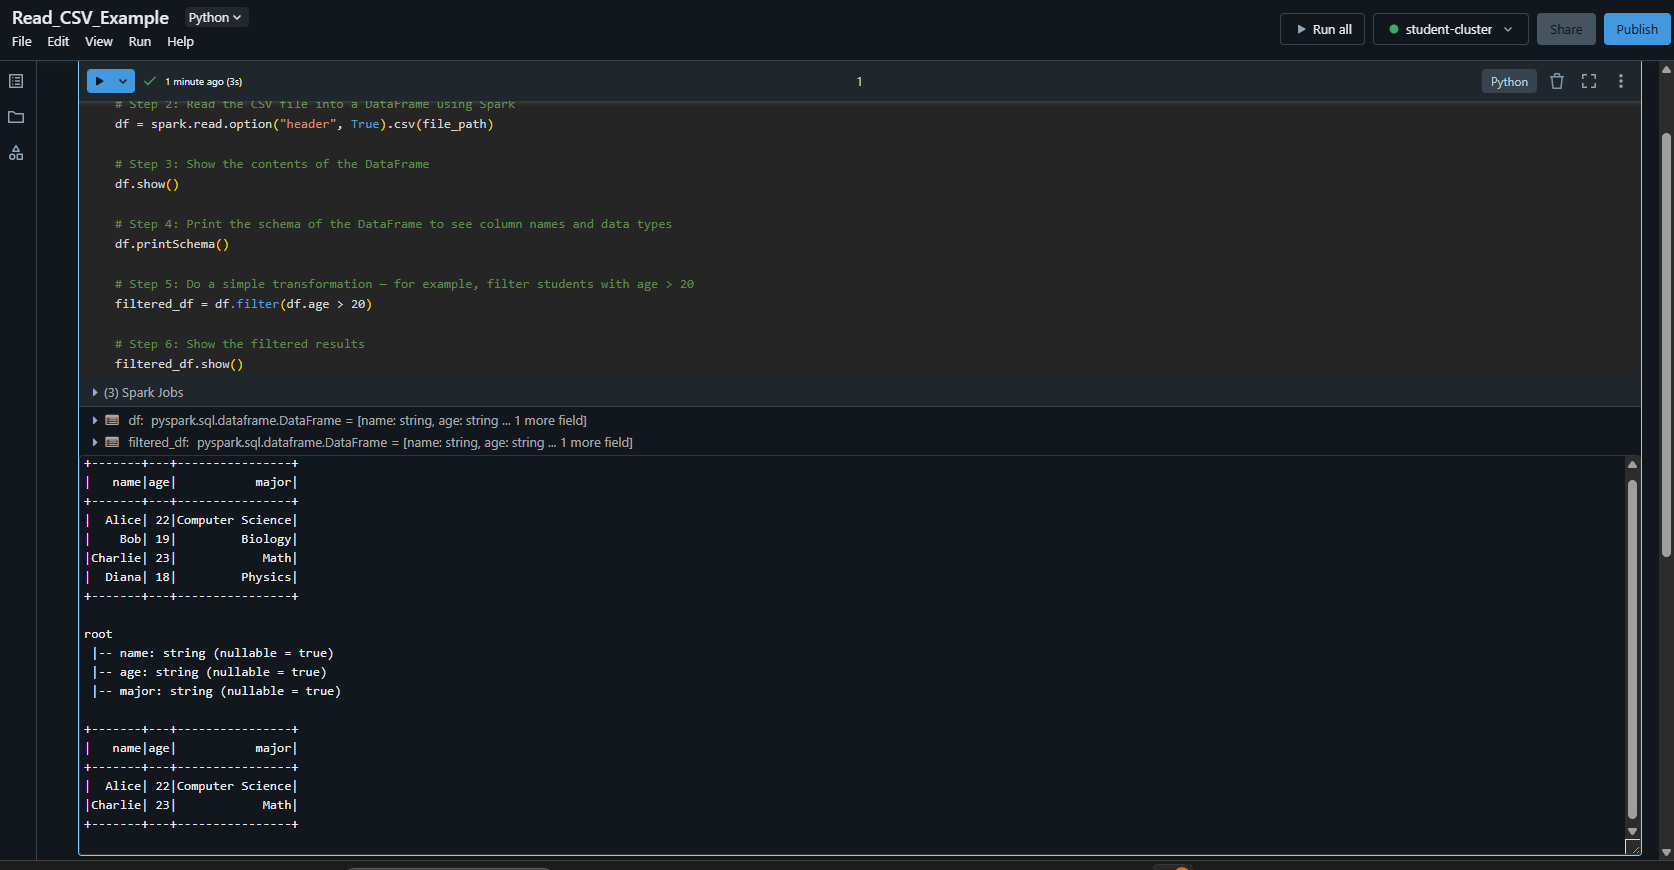 Read_CSV_Example Python
File Edit View Run Help
Run all
student-cluster
Share
Publish
1 minute ago (3s)
1
Python
# Step 2: Read the CSV file into a DataFrame using Spark
df = spark.read.option("header", True).csv(file_path)
# Step 3: Show the contents of the DataFrame
df.show()
# Step 4: Print the schema of the DataFrame to see column names and data types
df.printSchema()
# Step 5: Do a simple transformation — for example, filter students with age > 20
filtered_df = df.filter(df.age > 20)
# Step 6: Show the filtered results
filtered_df.show()
(3) Spark Jobs
df: pyspark.sql.dataframe.DataFrame = [name: string, age: string ... 1 more field]
filtered_df: pyspark.sql.dataframe.DataFrame = [name: string, age: string ... 1 more field]
+-------+---+----------------+
|   name|age|           major|
+-------+---+----------------+
|  Alice| 22|Computer Science|
|    Bob| 19|         Biology|
|Charlie| 23|            Math|
|  Diana| 18|         Physics|
+-------+---+----------------+
root
 |-- name: string (nullable = true)
 |-- age: string (nullable = true)
 |-- major: string (nullable = true)
+-------+---+----------------+
|   name|age|           major|
+-------+---+----------------+
|  Alice| 22|Computer Science|
|Charlie| 23|            Math|
+-------+---+----------------+